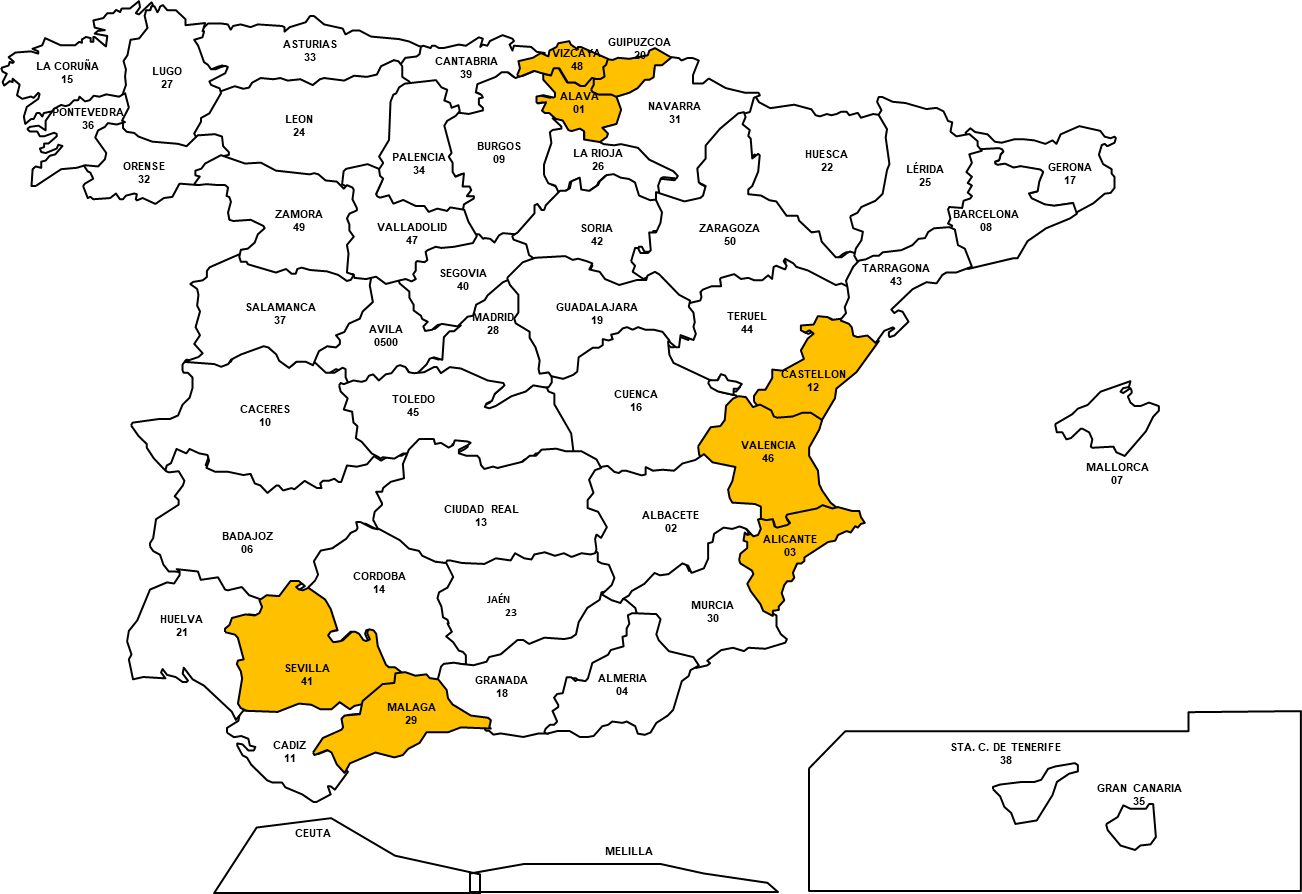 LA CORUÑA
15
LUGO
27
ASTURIAS
33
CANTABRIA
39
VIZCAYA
48
GUIPUZCOA
20
ALAVA
01
NAVARRA
31
PONTEVEDRA
36
ORENSE
32
LEON
24
PALENCIA
34
BURGOS
09
LA RIOJA
26
HUESCA
22
LÉRIDA
25
GERONA
17
BARCELONA
08
ZAMORA
49
VALLADOLID
47
SORIA
42
ZARAGOZA
50
TARRAGONA
43
SALAMANCA
37
AVILA
0500
SEGOVIA
40
MADRID
28
GUADALAJARA
19
TERUEL
44
CASTELLON
12
CACERES
10
TOLEDO
45
CUENCA
16
VALENCIA
46
MALLORCA
07
BADAJOZ
06
CIUDAD REAL
13
ALBACETE
02
ALICANTE
03
HUELVA
21
CORDOBA
14
JAÉN
23
MURCIA
30
SEVILLA
41
GRANADA
18
ALMERIA
04
MALAGA
29
CADIZ
11
STA. C. DE TENERIFE
38
GRAN CANARIA
35
CEUTA
MELILLA